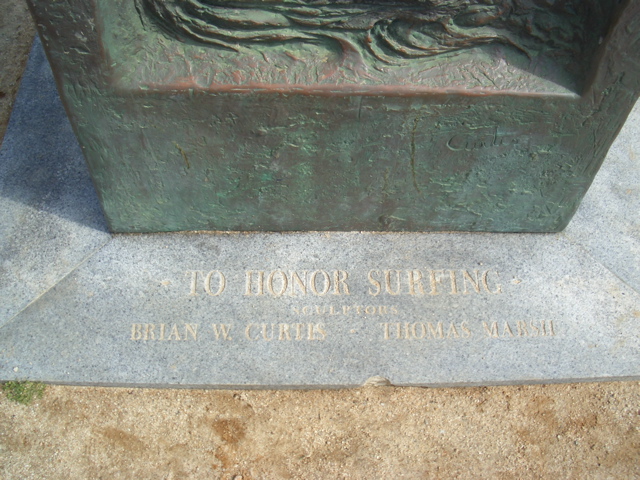 TO HONOR SURFING
SCULPTORS
BRIAN W. CURTIS THOMAS MARSH